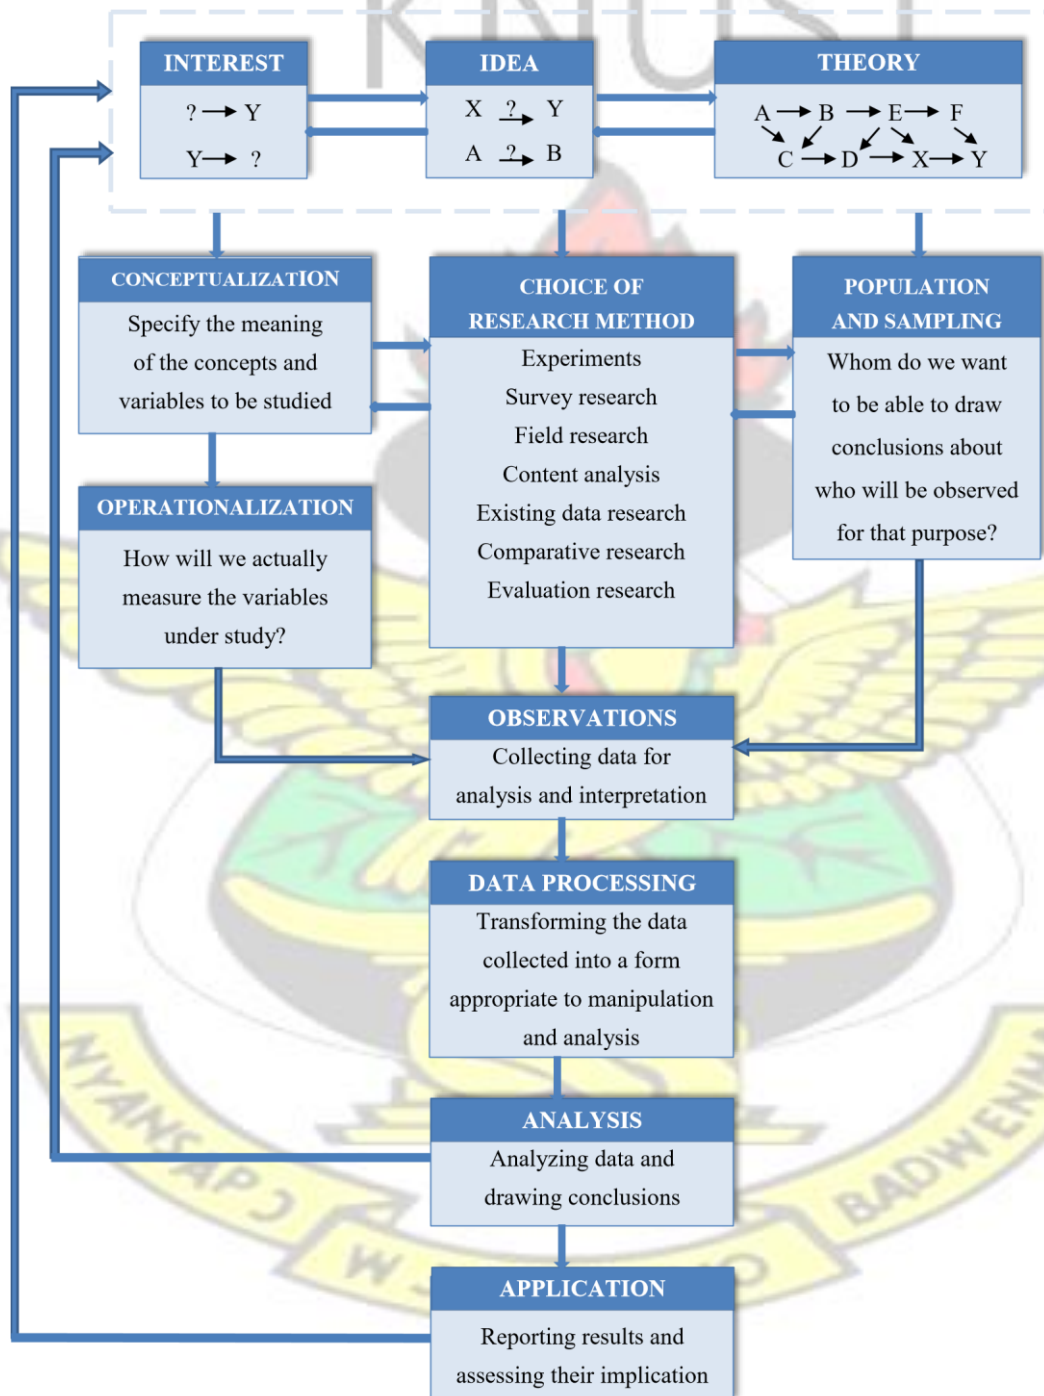 KNUST
INTEREST
? → Y
Y → ?
IDEA
X ? → Y
A ? → B
THEORY
A → B → E → F
C → D → X → Y
CONCEPTUALIZATION
Specify the meaning
of the concepts and
variables to be studied
OPERATIONALIZATION
How will we actually
measure the variables
under study?
CHOICE OF
RESEARCH METHOD
Experiments
Survey research
Field research
Content analysis
Existing data research
Comparative research
Evaluation research
POPULATION
AND SAMPLING
Whom do we want
to be able to draw
conclusions about
who will be observed
for that purpose?
OBSERVATIONS
Collecting data for
analysis and interpretation
DATA PROCESSING
Transforming the data
collected into a form
appropriate to manipulation
and analysis
ANALYSIS
Analyzing data and
drawing conclusions
APPLICATION
Reporting results and
assessing their implication
NYANSAPƆ
W
BADWENM